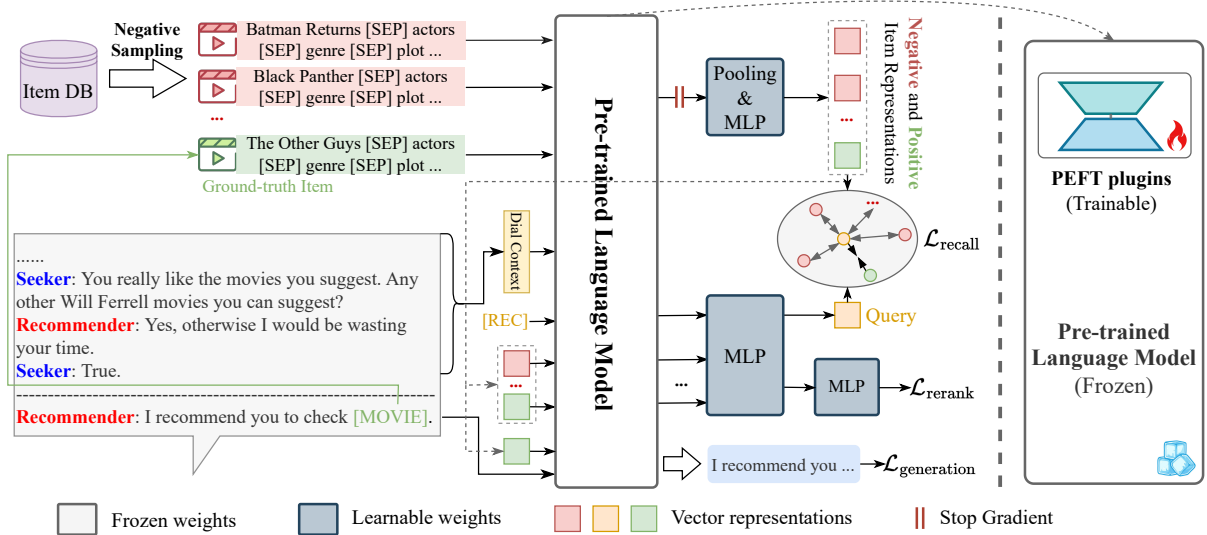 Item DB
Negative
Sampling
Batman Returns [SEP] actors
[SEP] genre [SEP] plot ...
Black Panther [SEP] actors
[SEP] genre [SEP] plot ...
...
The Other Guys [SEP] actors
[SEP] genre [SEP] plot ...
Ground-truth Item
......
Seeker: You really like the movies you suggest. Any
other Will Ferrell movies you can suggest?
Recommender: Yes, otherwise I would be wasting
your time.
Seeker: True.
Recommender: I recommend you to check [MOVIE].
Dial Context
[REC]
...
Pre-trained Language Model
Pooling
&
MLP
...
Negative and Positive
Item Representations
...
ℒrecall
Query
MLP
...
MLP
ℒrerank
I recommend you ...
ℒgeneration
PEFT plugins
(Trainable)
Pre-trained
Language Model
(Frozen)
Frozen weights
Learnable weights
Vector representations
Stop Gradient